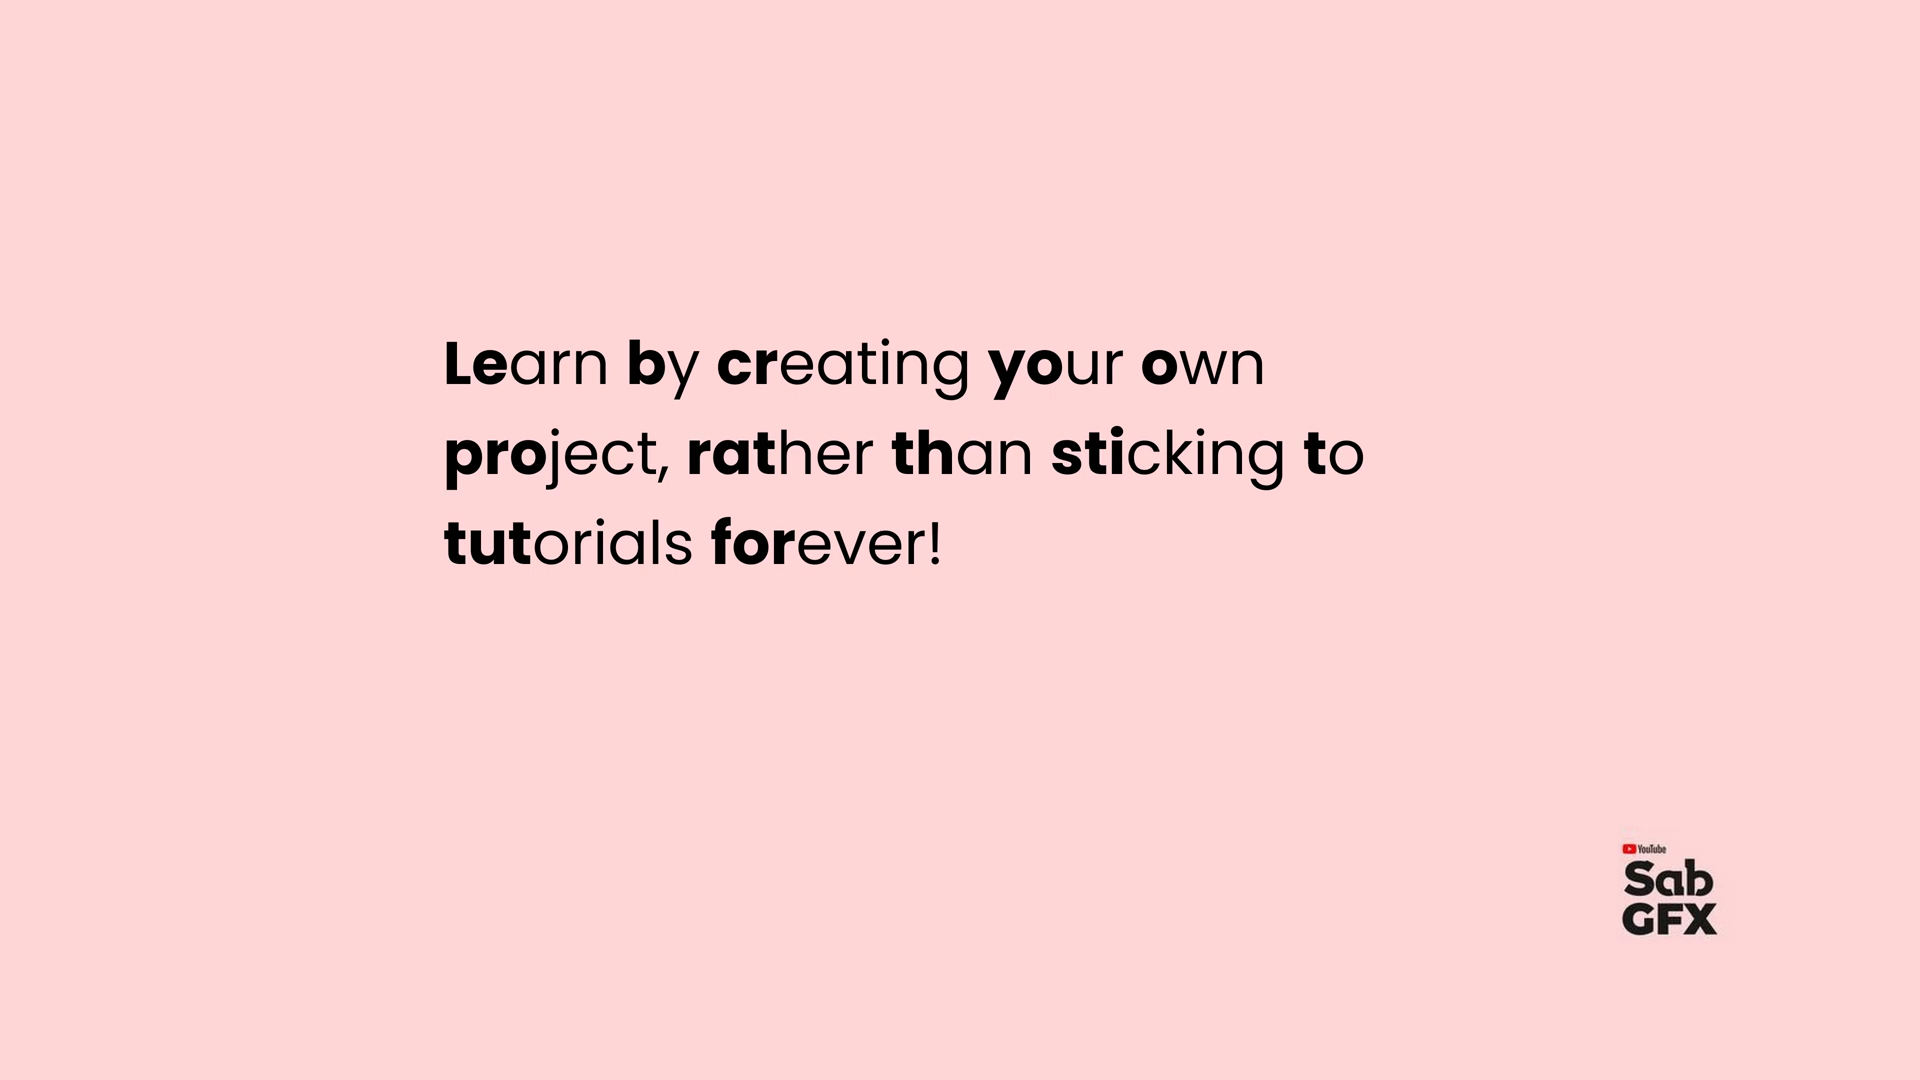 Learn by creating your own
project, rather than sticking to
tutorials forever!
YouTube
Sab
GFX